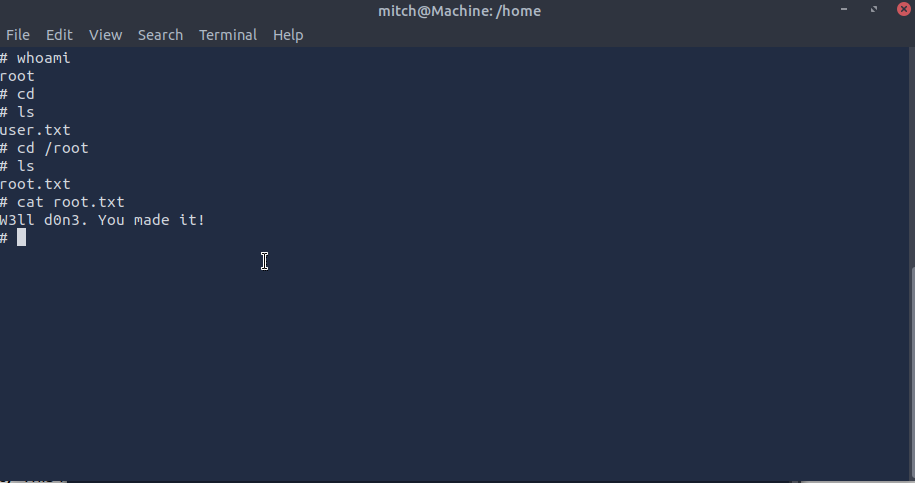 mitch@Machine: /home
File Edit View Search Terminal Help
# whoami
root
# cd
# ls
user.txt
# cd /root
# ls
root.txt
# cat root.txt
W3ll d0n3. You made it!
#